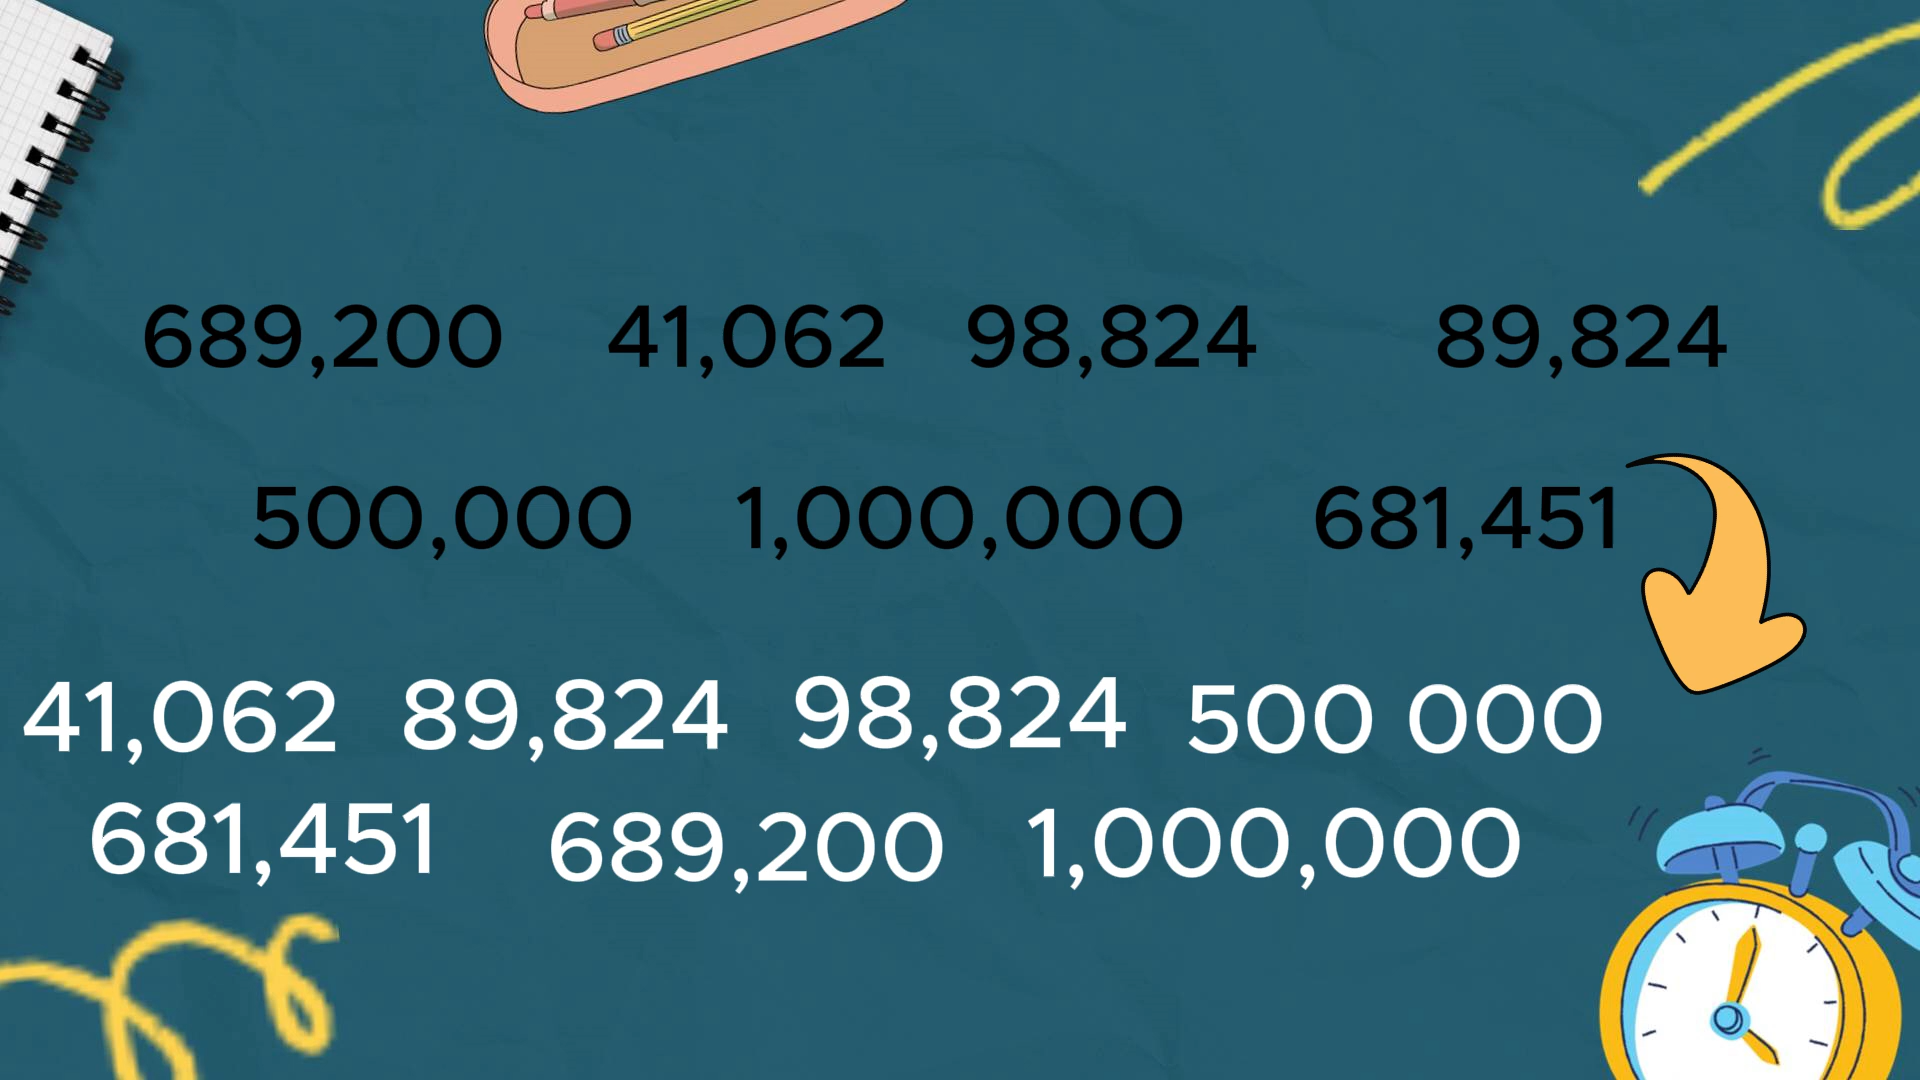 689,200 41,062 98,824 89,824
500,000 1,000,000 681,451
41,062 89,824 98,824 500 000
681,451 689,200 1,000,000